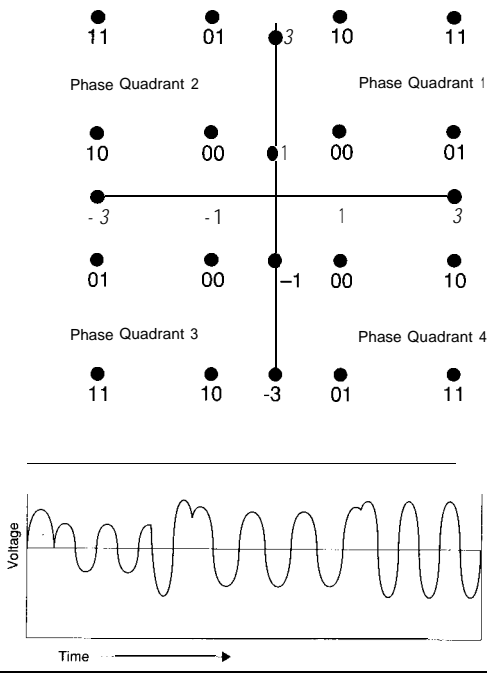 11 01 10 11
3
Phase Quadrant 2 Phase Quadrant 1
10 00 1 00 01
-3 -1 1 3
01 00 –1 00 10
Phase Quadrant 3 Phase Quadrant 4
11 10 -3 01 11
Voltage
Time